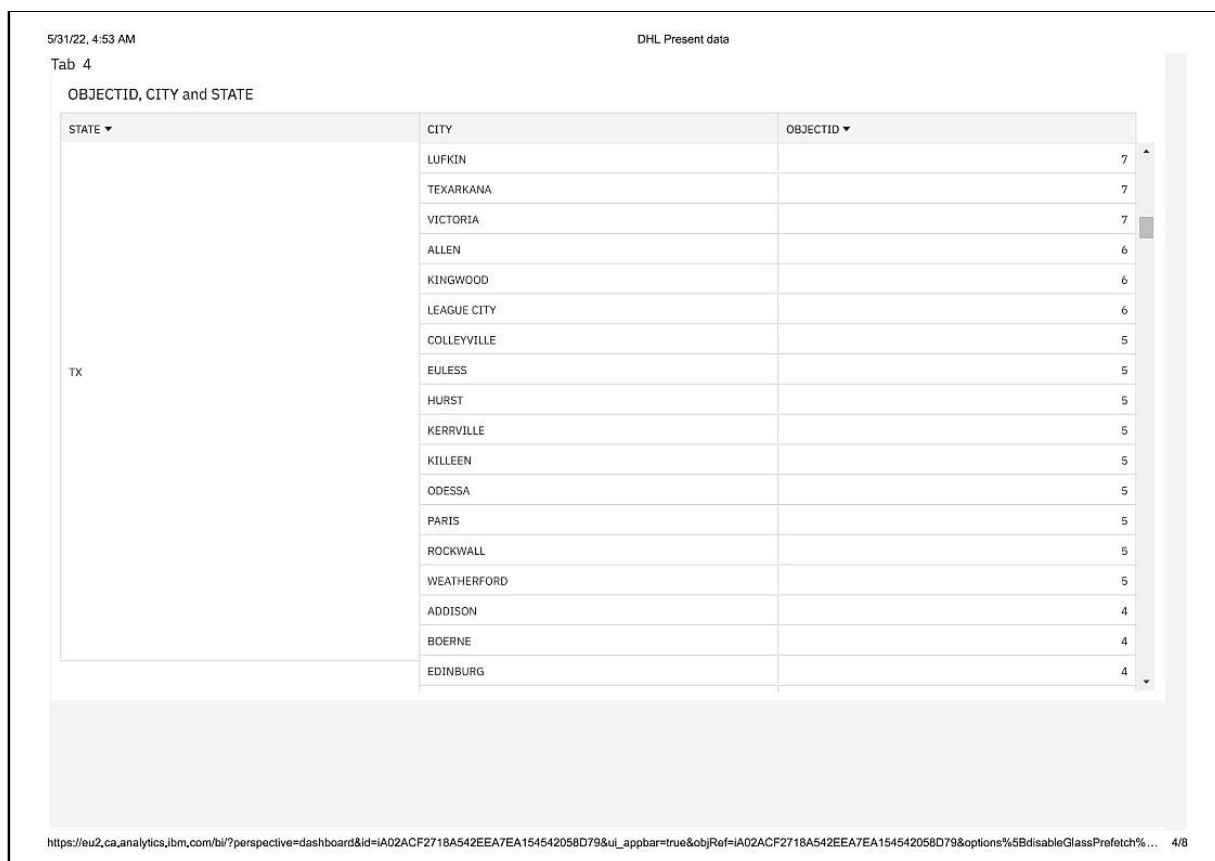 5/31/22, 4:53 AM DHL Present data
Tab 4
OBJECTID, CITY and STATE
STATE CITY OBJECTID
LUFKIN 7
TEXARKANA 7
VICTORIA 7
ALLEN 6
KINGWOOD 6
LEAGUE CITY 6
COLLEYVILLE 5
TX EULESS 5
HURST 5
KERRVILLE 5
KILLEEN 5
ODESSA 5
PARIS 5
ROCKWALL 5
WEATHERFORD 5
ADDISON 4
BOERNE 4
EDINBURG 4
https://eu2.ca.analytics.ibm.com/bi/?perspective=dashboard&id=iA02ACF2718A542EEA7EA154542058D79&ui_appbar=true&objRef=iA02ACF2718A542EEA7EA154542058D79&options%5BdisableGlassPrefetch%... 4/8